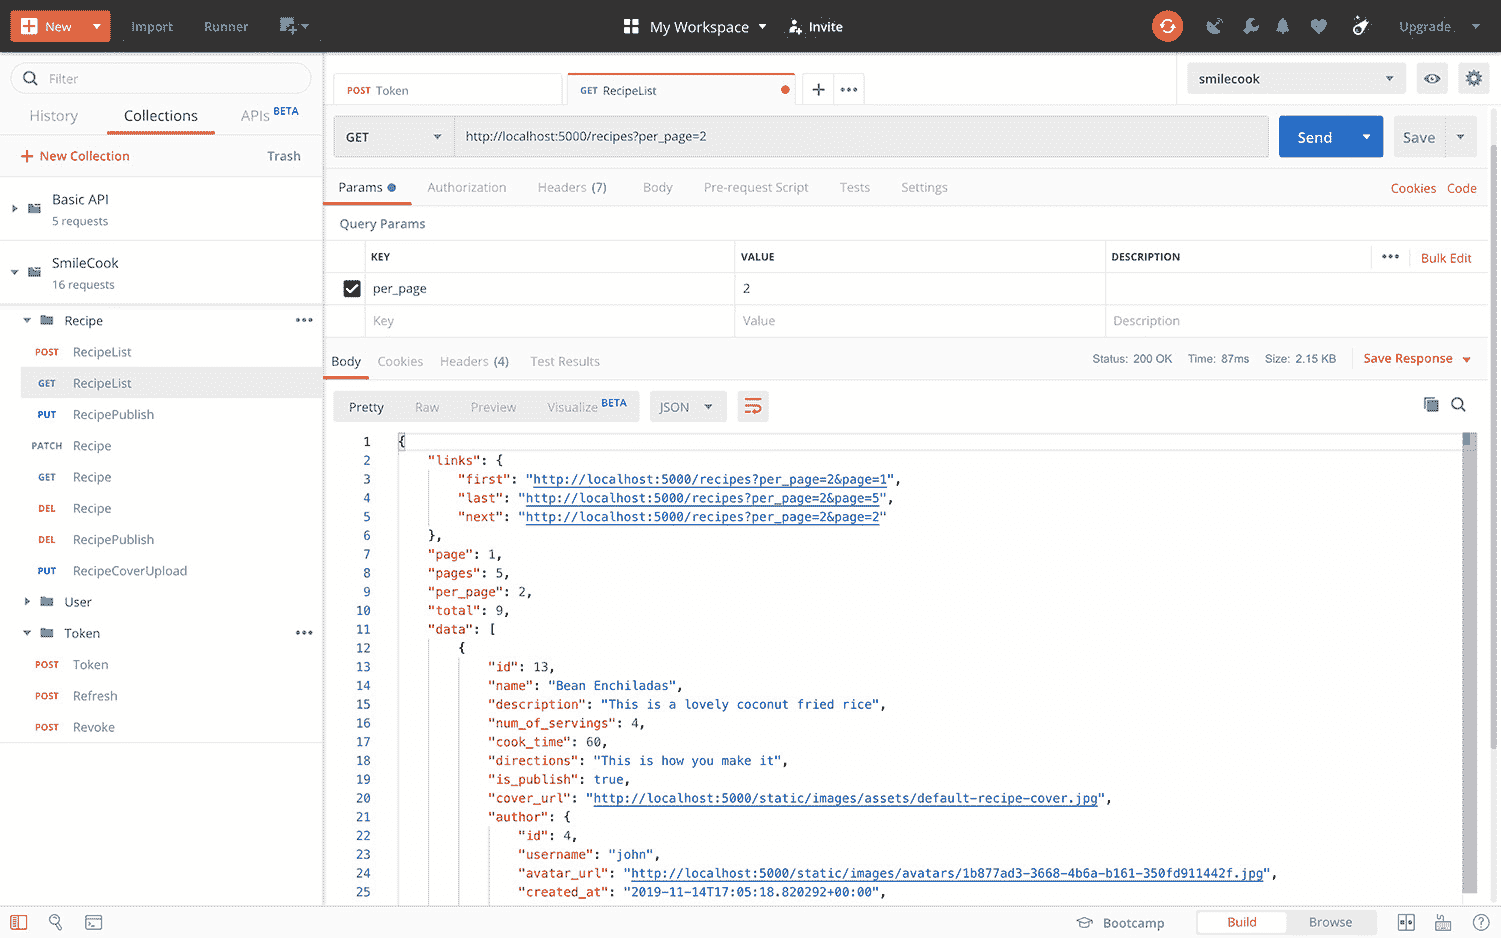 New Import Runner My Workspace Invite Upgrade
Filter
History Collections APIs BETA
New Collection Trash
Basic API
5 requests
SmileCook
16 requests
Recipe
POST RecipeList
GET RecipeList
PUT RecipePublish
PATCH Recipe
GET Recipe
DEL Recipe
DEL RecipePublish
PUT RecipeCoverUpload
User
Token
POST Token
POST Refresh
POST Revoke
POST Token GET RecipeList smilecook
GET http://localhost:5000/recipes?per_page=2 Send Save
Params Authorization Headers (7) Body Pre-request Script Tests Settings Cookies Code
Query Params
KEY VALUE DESCRIPTION Bulk Edit
per_page 2
Key Value Description
Body Cookies Headers (4) Test Results Status: 200 OK Time: 87ms Size: 2.15 KB Save Response
Pretty Raw Preview Visualize BETA JSON
1 {
2 "links": {
3 "first": "http://localhost:5000/recipes?per_page=2&page=1",
4 "last": "http://localhost:5000/recipes?per_page=2&page=5",
5 "next": "http://localhost:5000/recipes?per_page=2&page=2"
6 },
7 "page": 1,
8 "pages": 5,
9 "per_page": 2,
10 "total": 9,
11 "data": [
12 {
13 "id": 13,
14 "name": "Bean Enchiladas",
15 "description": "This is a lovely coconut fried rice",
16 "num_of_servings": 4,
17 "cook_time": 60,
18 "directions": "This is how you make it",
19 "is_publish": true,
20 "cover_url": "http://localhost:5000/static/images/assets/default-recipe-cover.jpg",
21 "author": {
22 "id": 4,
23 "username": "john",
24 "avatar_url": "http://localhost:5000/static/images/avatars/1b877ad3-3668-4b6a-b161-350fd911442f.jpg",
25 "created_at": "2019-11-14T17:05:18.820292+00:00",
Bootcamp Build Browse